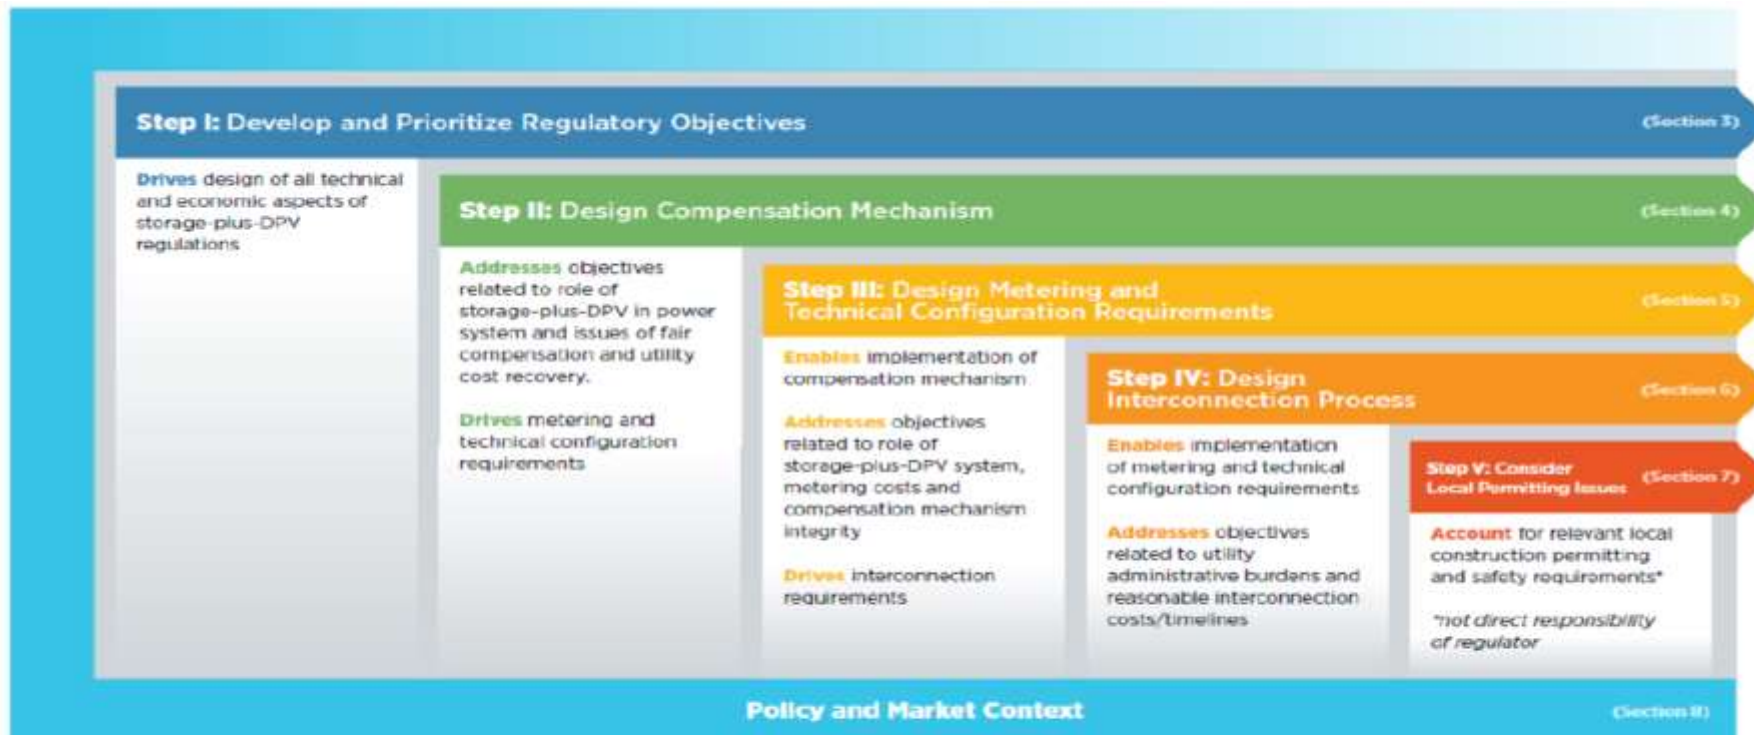 Step I: Develop and Prioritize Regulatory Objectives
(Section 3)
Drives design of all technical
and economic aspects of
storage-plus-DPV
regulations
Step II: Design Compensation Mechanism
(Section 4)
Addresses objectives
related to role of
storage-plus-DPV in power
system and issues of fair
compensation and utility
cost recovery.
Drives metering and
technical configuration
requirements
Step III: Design Metering and
Technical Configuration Requirements
(Section 5)
Enables implementation of
compensation mechanism
Addresses objectives
related to role of
storage-plus-DPV system,
metering costs and
compensation mechanism
integrity
Drives interconnection
requirements
Step IV: Design
Interconnection Process
(Section 6)
Enables implementation
of metering and technical
configuration requirements
Addresses objectives
related to utility
administrative burdens and
reasonable interconnection
costs/timelines
Step V: Consider
Local Permitting Issues
(Section 7)
Account for relevant local
construction permitting
and safety requirements*
*not direct responsibility
of regulator
Policy and Market Context
(Section 8)